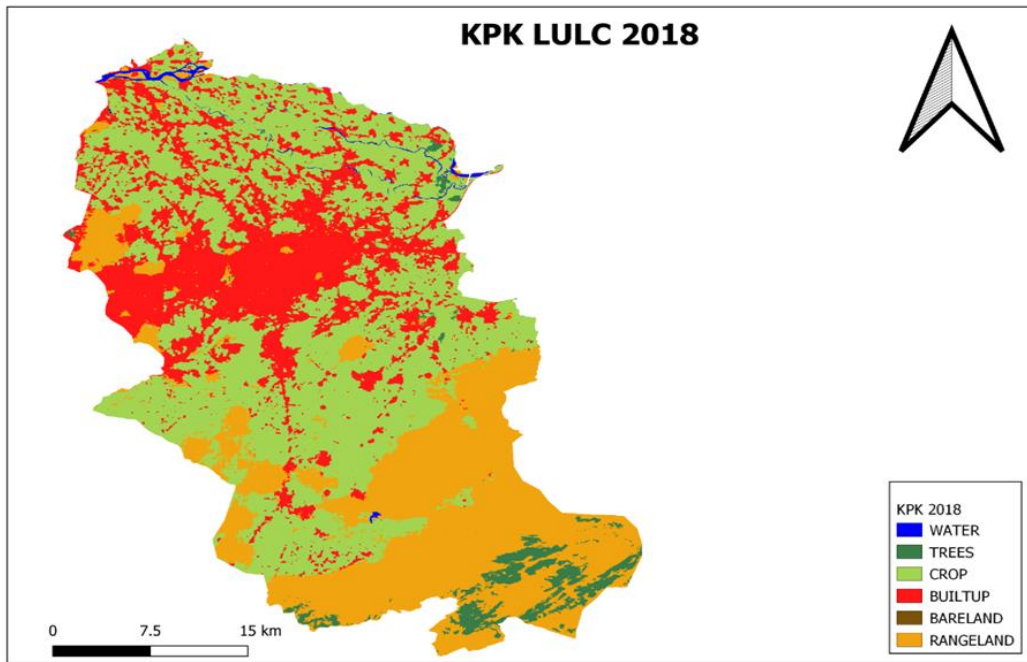 KPK LULC 2018
KPK 2018
WATER
TREES
CROP
BUILTUP
BARELAND
RANGELAND
0 7.5 15 km